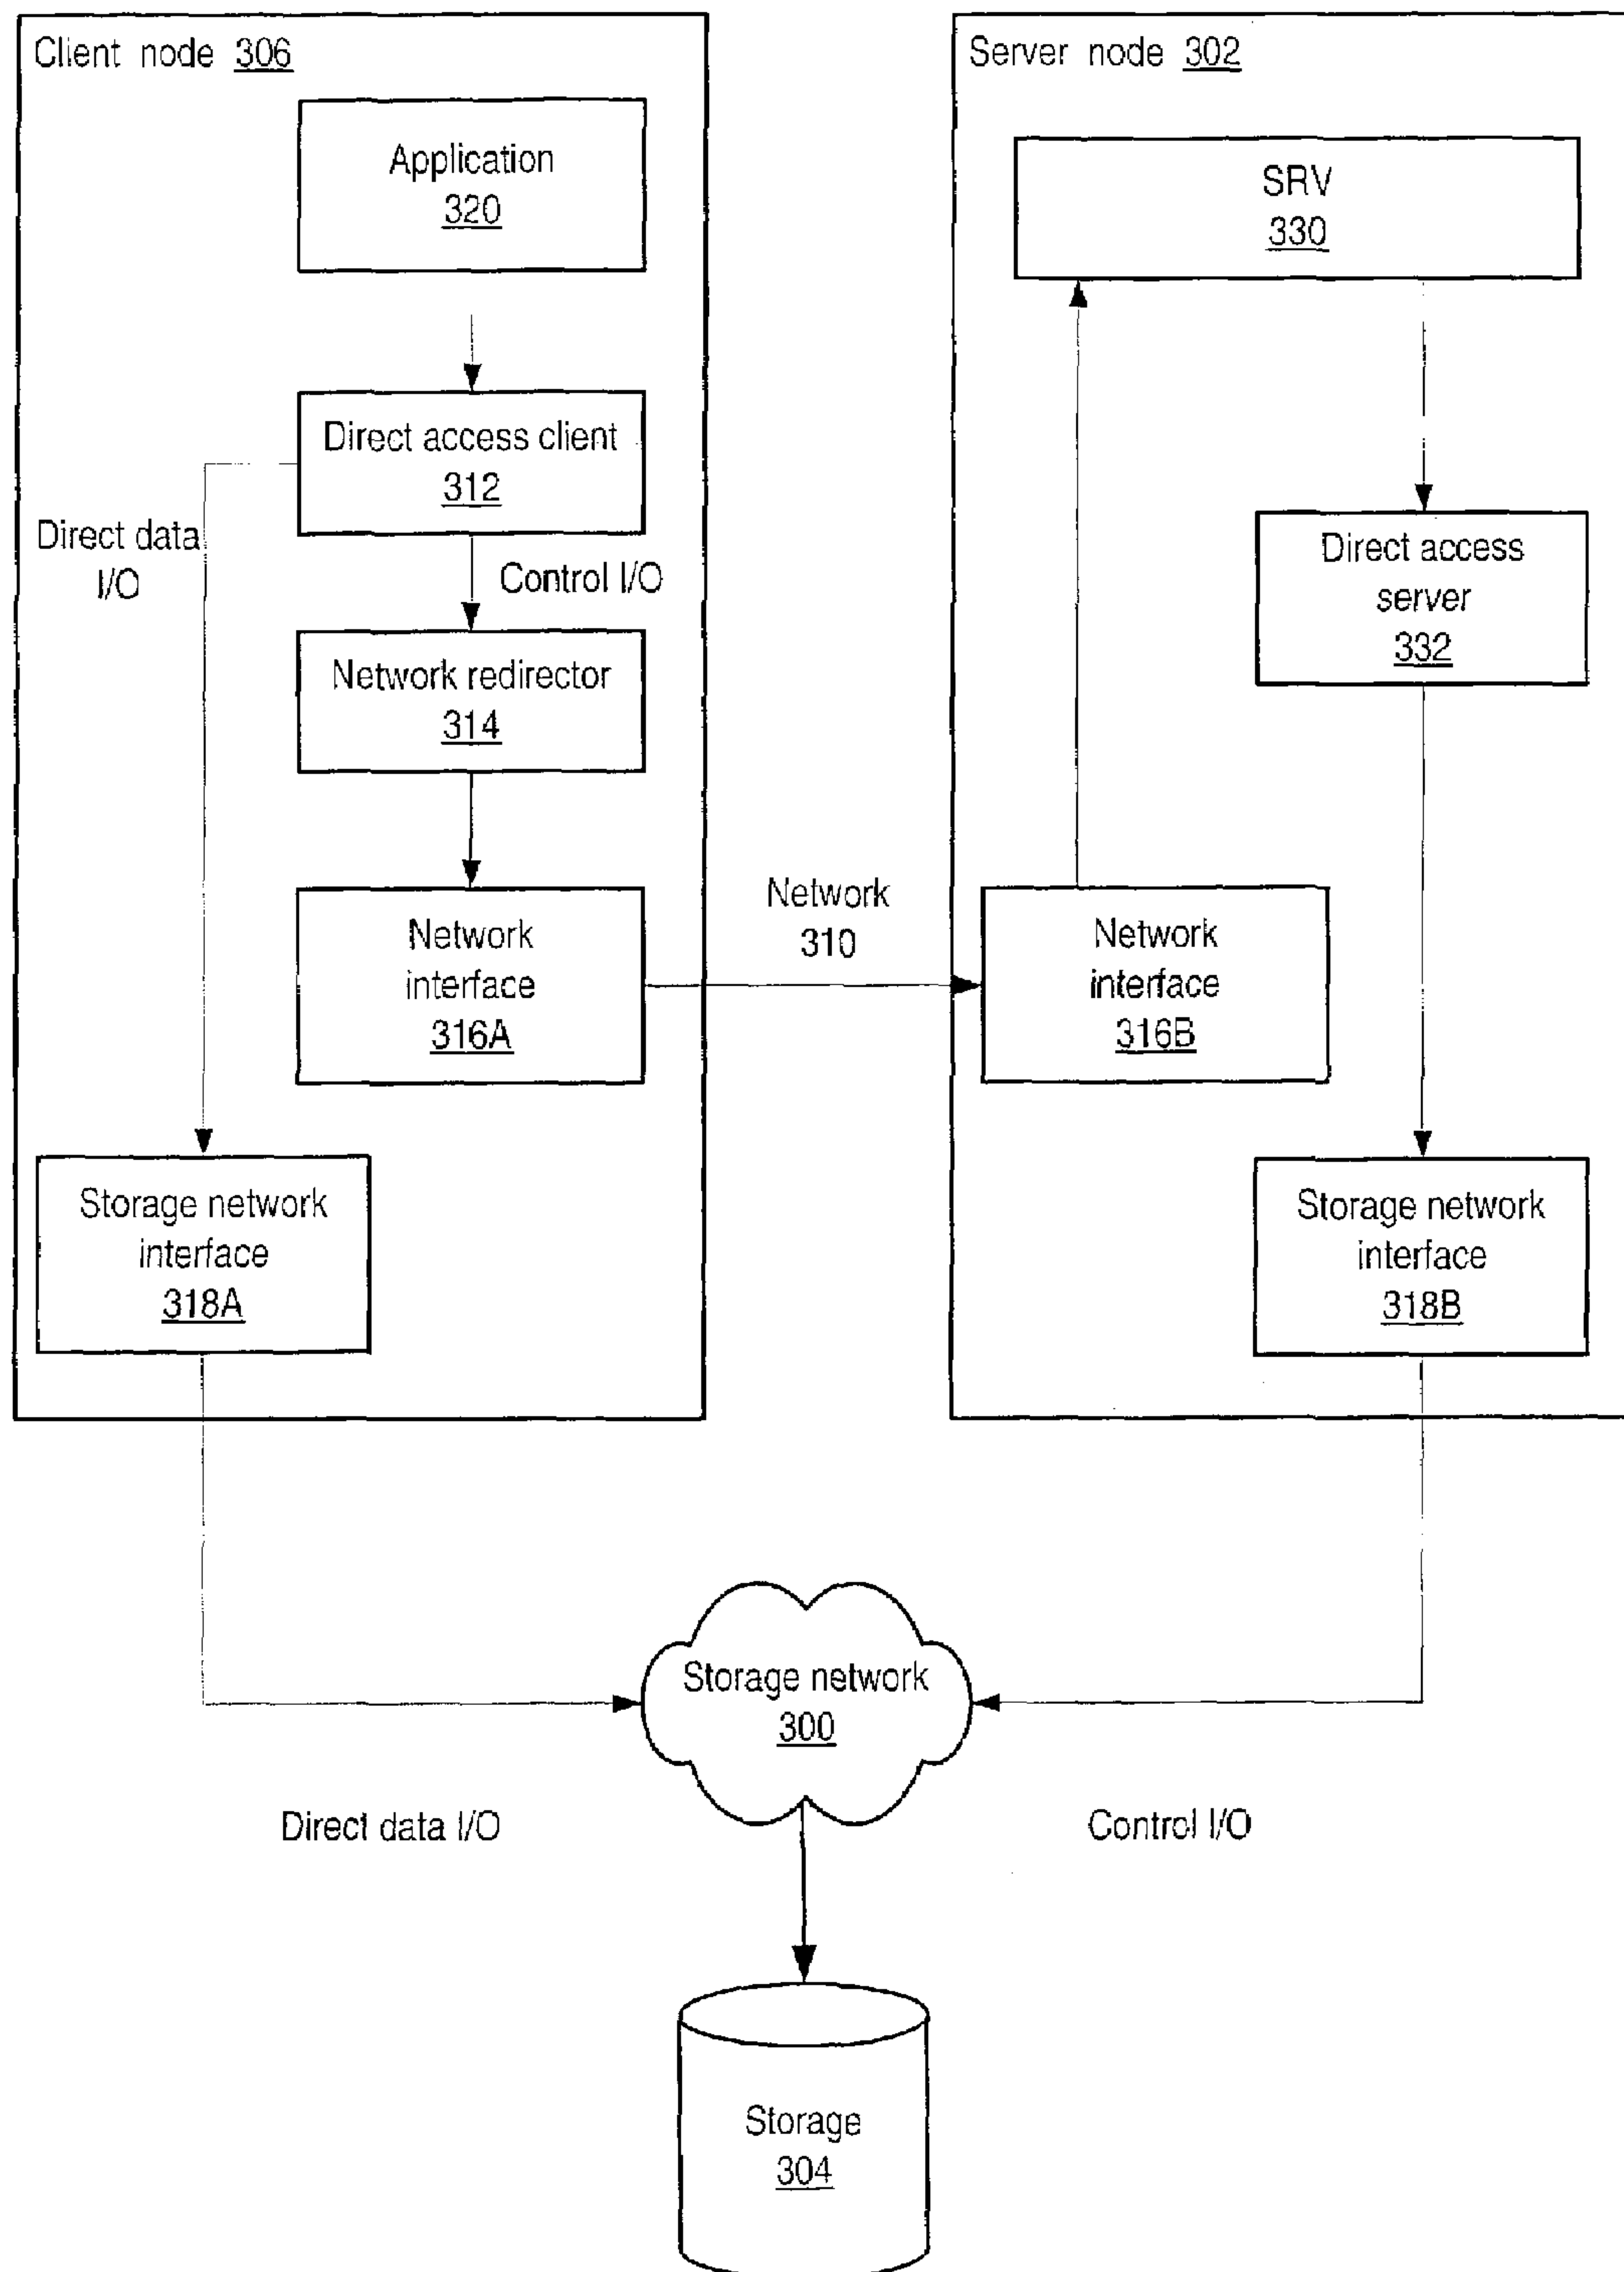 Client node 306
Application
320
Direct access client
312
Direct data
I/O
Control I/O
Network redirector
314
Network
interface
316A
Storage network
interface
318A
Network
310
Server node 302
SRV
330
Direct access
server
332
Network
interface
316B
Storage network
interface
318B
Storage network
300
Direct data I/O
Control I/O
Storage
304